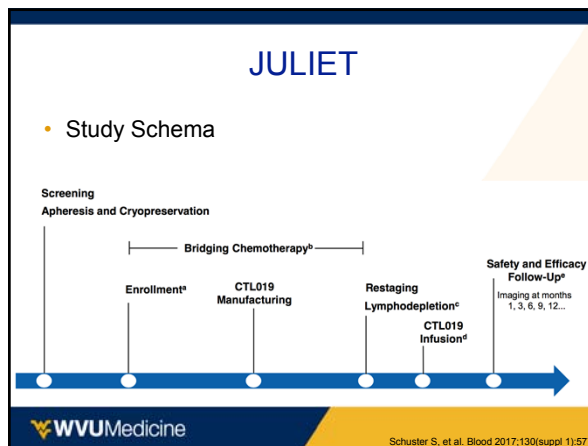 JULIET
• Study Schema
Screening
Apheresis and Cryopreservation
Bridging Chemotherapyᵇ
Enrollmentᵃ
CTL019
Manufacturing
Restaging
Lymphodepletionᶜ
CTL019
Infusionᵈ
Safety and Efficacy
Follow-Upᵉ
Imaging at months
1, 3, 6, 9, 12...
WVUMedicine
Schuster S, et al. Blood 2017;130(suppl 1):57